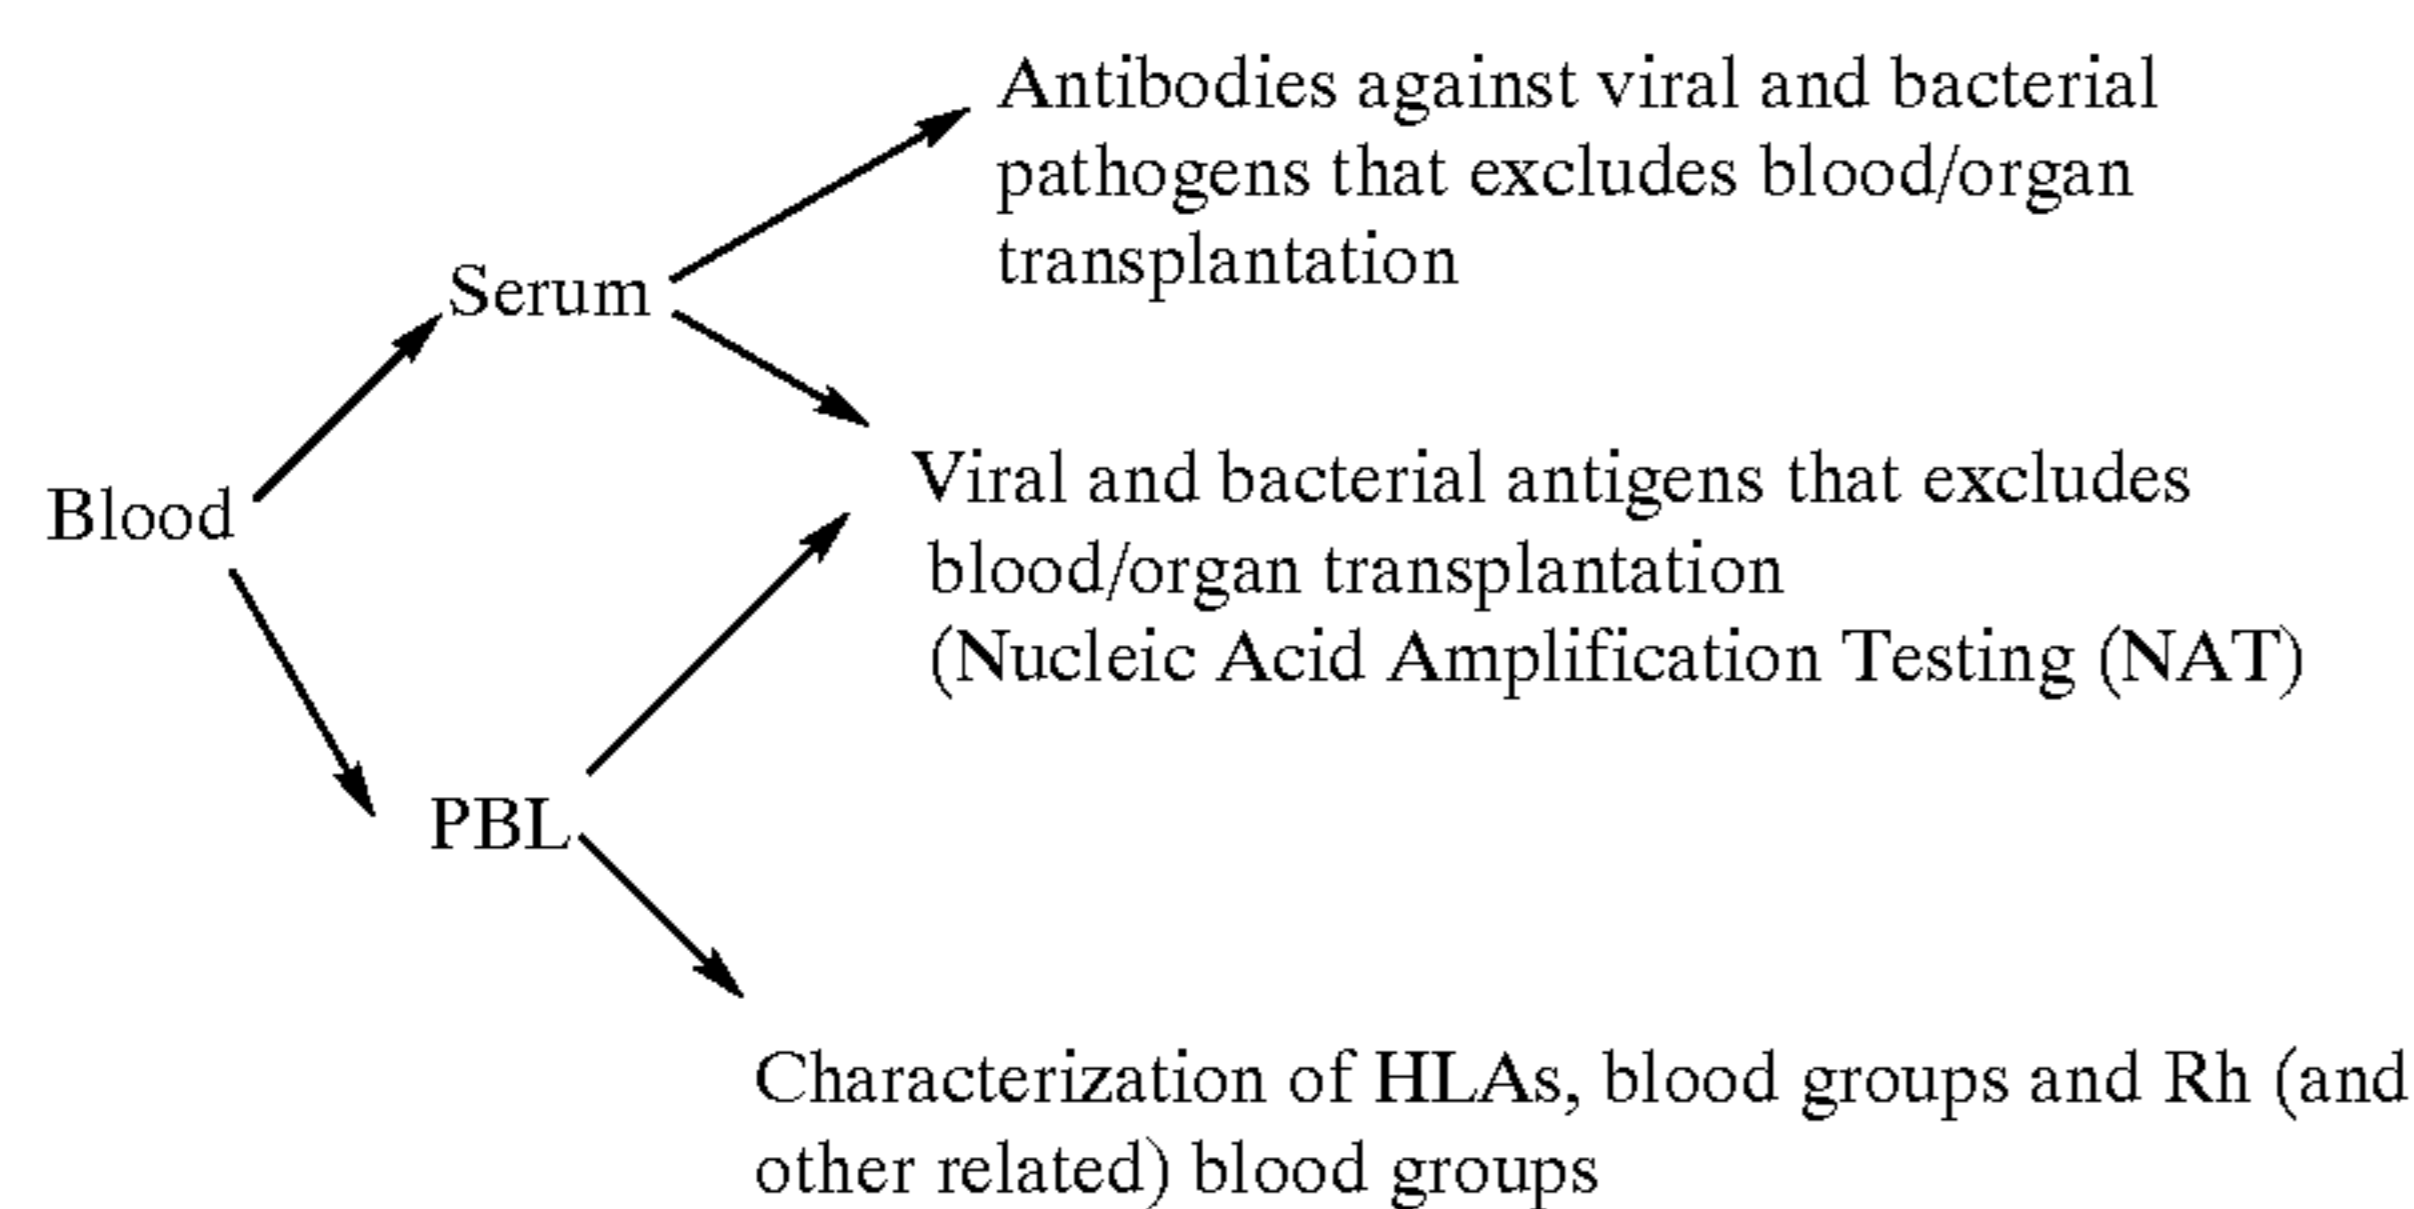 Antibodies against viral and bacterial
pathogens that excludes blood/organ
transplantation
Serum
Viral and bacterial antigens that excludes
blood/organ transplantation
(Nucleic Acid Amplification Testing (NAT)
Blood
PBL
Characterization of HLAs, blood groups and Rh (and
other related) blood groups